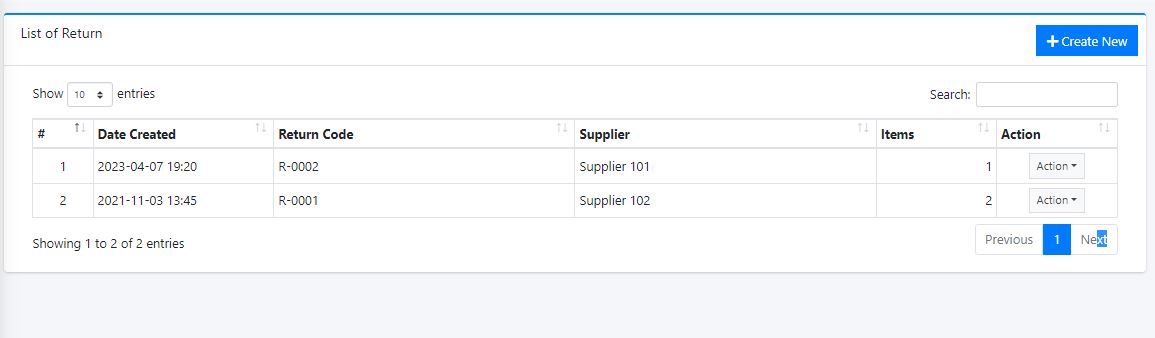 List of Return
Create New
Show 10 entries
Search:
# Date Created Return Code Supplier Items Action
1 2023-04-07 19:20 R-0002 Supplier 101 1 Action
2 2021-11-03 13:45 R-0001 Supplier 102 2 Action
Showing 1 to 2 of 2 entries
Previous 1 Next